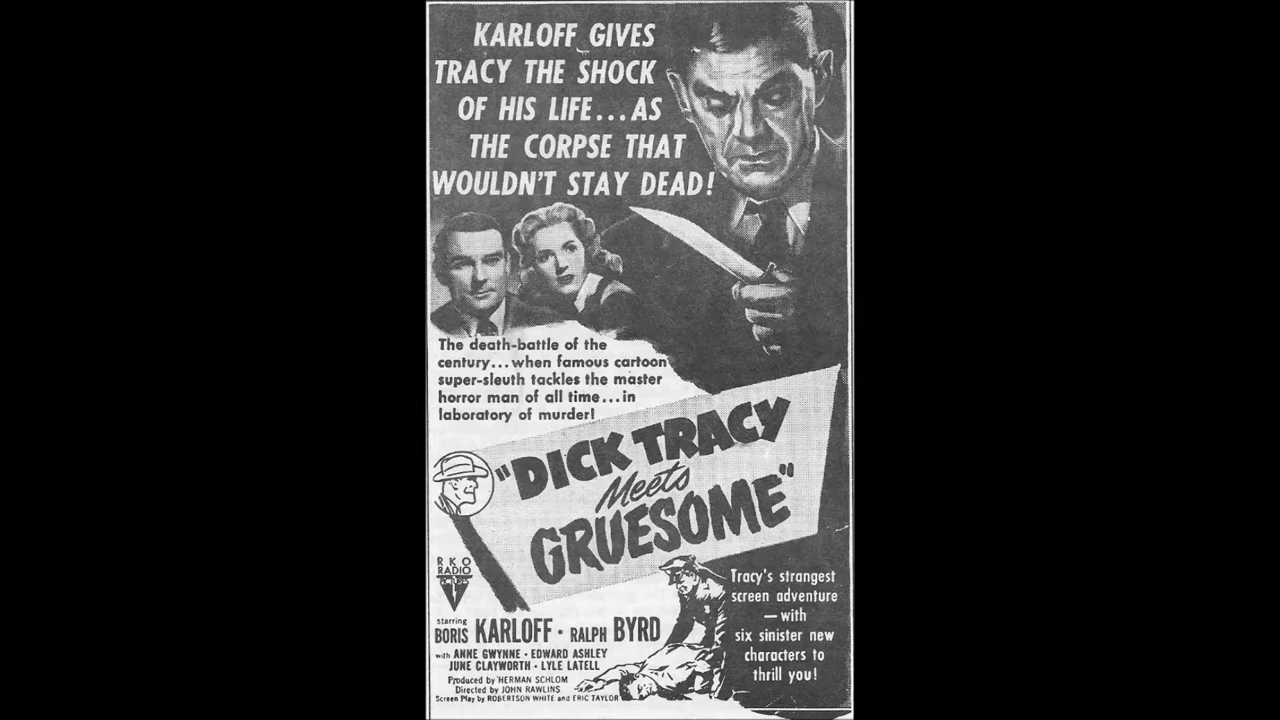 KARLOFF GIVES
TRACY THE SHOCK
OF HIS LIFE...AS
THE CORPSE THAT
WOULDN'T STAY DEAD!
The death-battle of the
century...when famous cartoon
super-sleuth tackles the master
horror man of all time...in
laboratory of murder!
"DICK TRACY
Meets
GRUESOME"
RKO
RADIO
PICTURES
Tracy's strangest
screen adventure
—with
six sinister new
characters to
thrill you!
starring
BORIS KARLOFF · RALPH BYRD
with ANNE GWYNNE · EDWARD ASHLEY
JUNE CLAYWORTH · LYLE LATELL
Produced by HERMAN SCHLOM
Directed by JOHN RAWLINS
Screen Play by ROBERTSON WHITE and ERIC TAYLOR